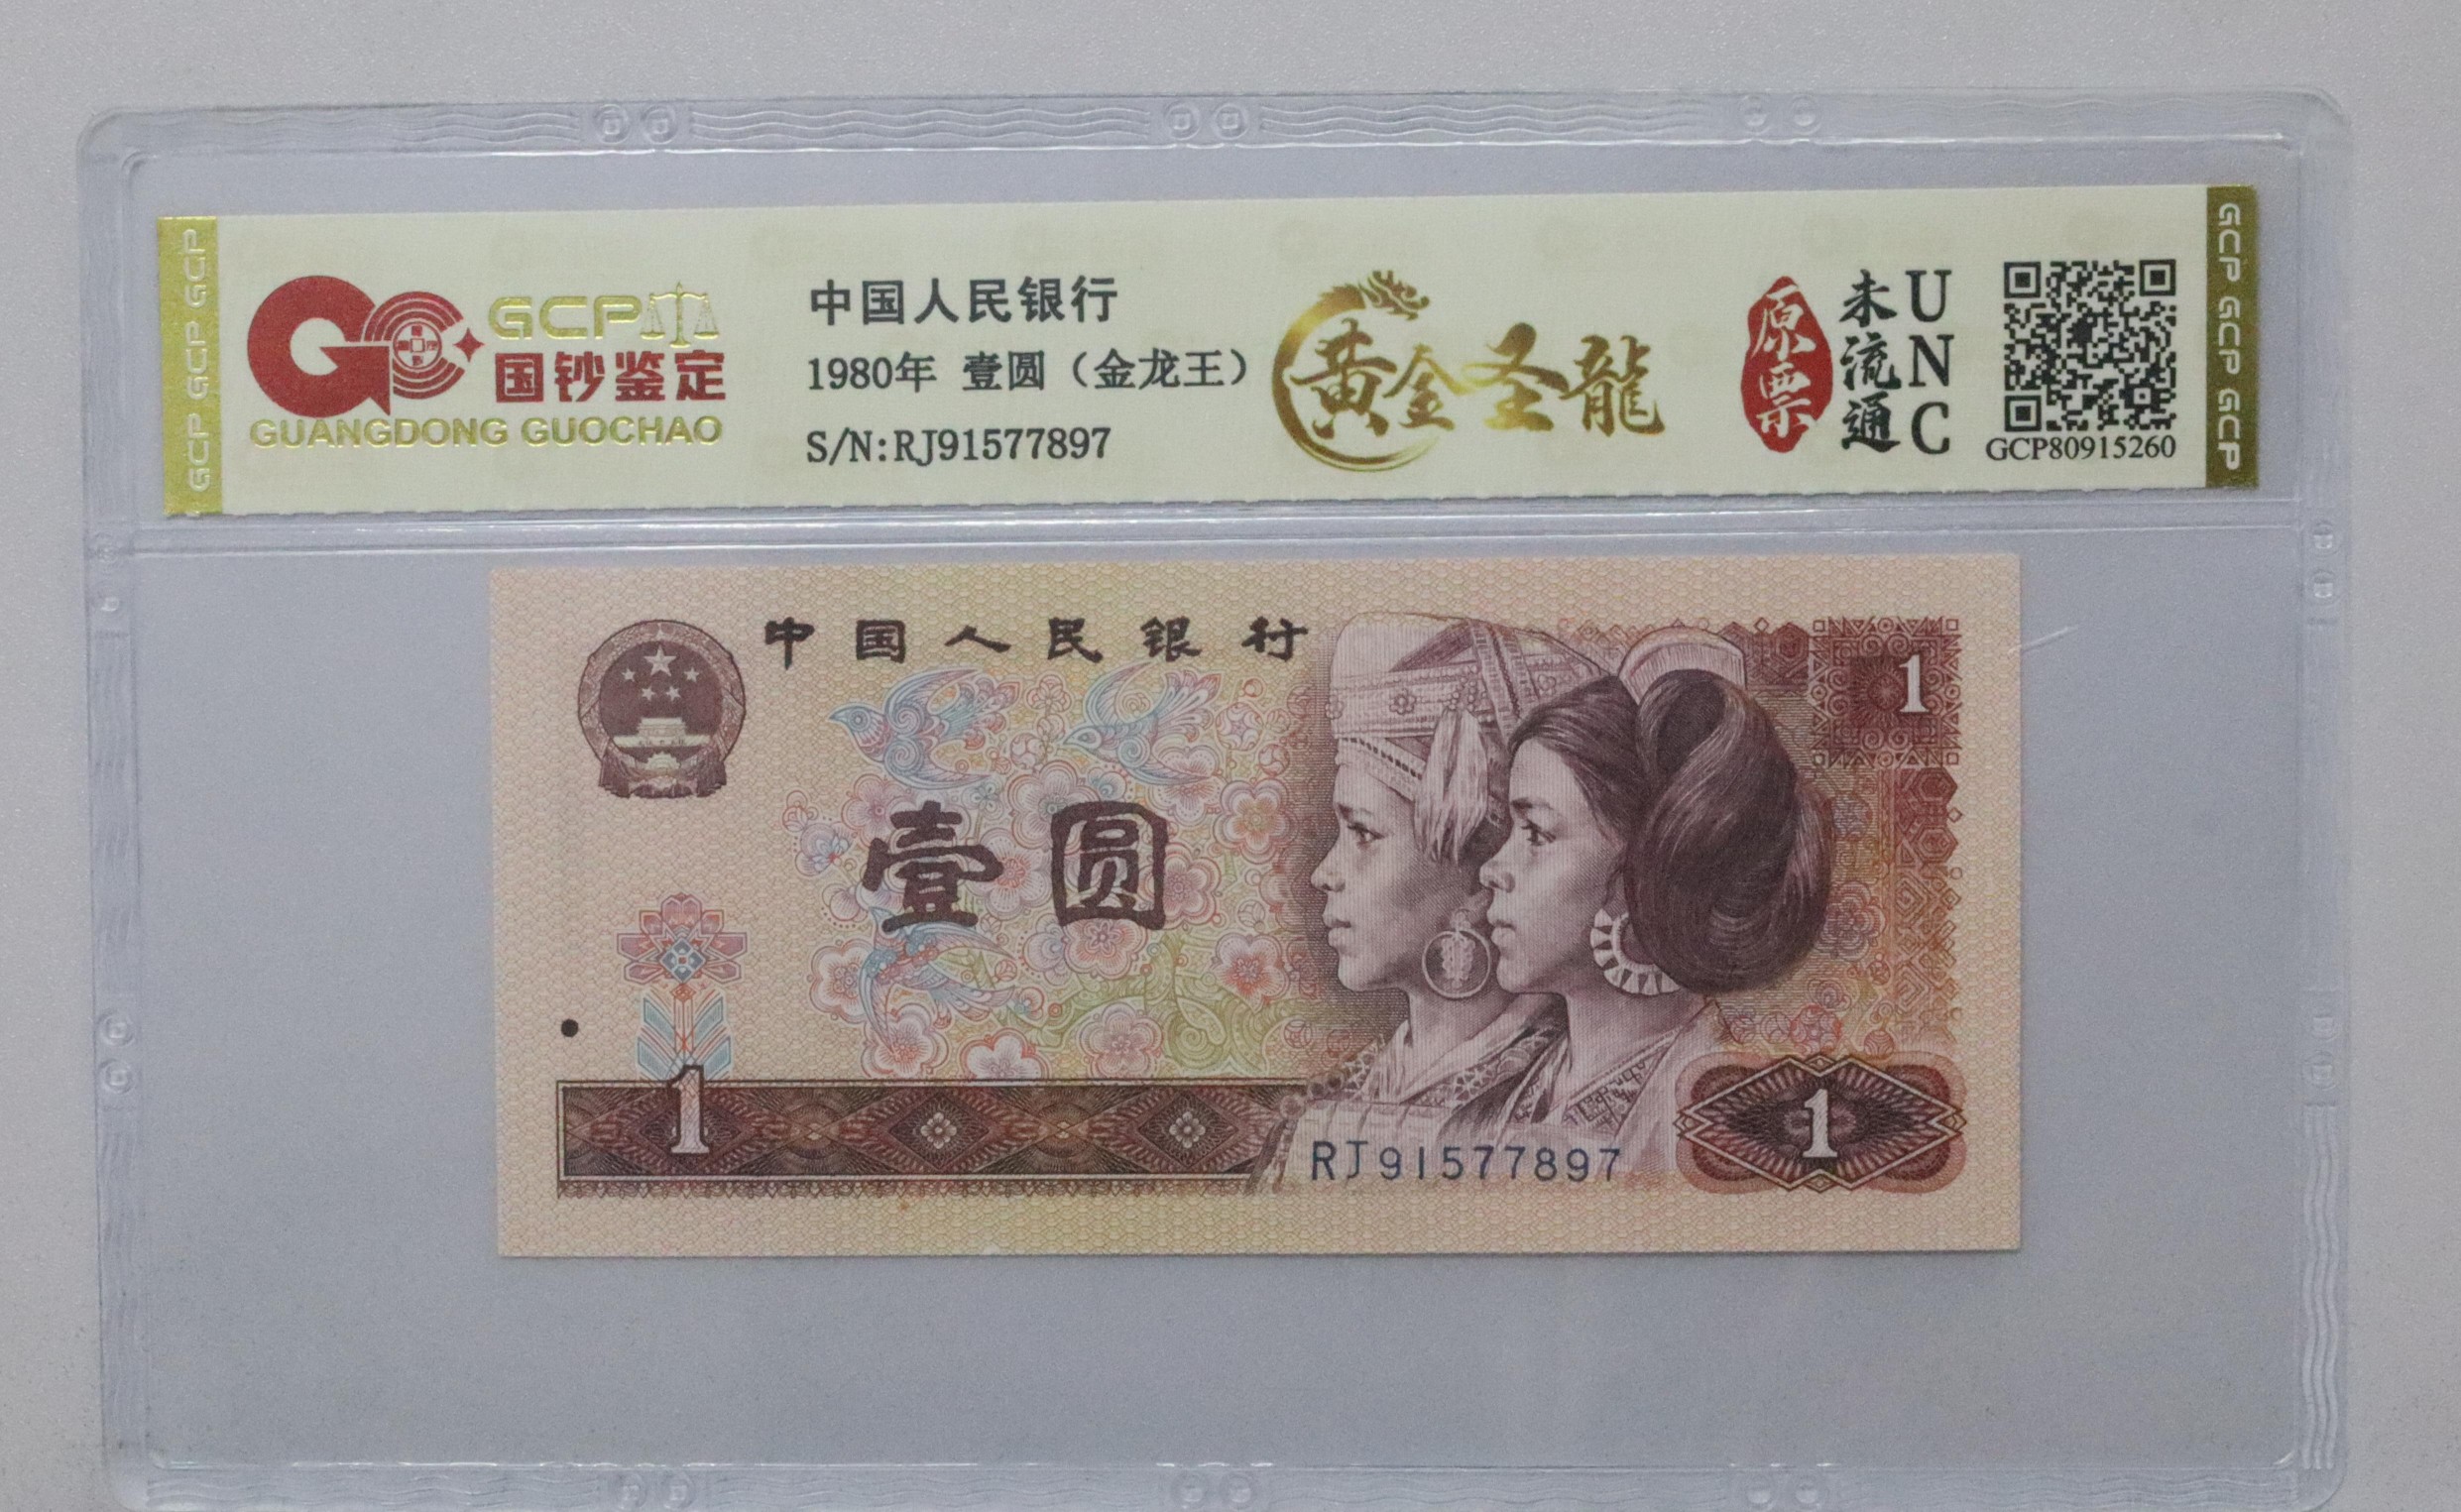 GCP GCP GCP
GCP
国钞鉴定
GUANGDONG GUOCHAO
中国人民银行
1980年 壹圆（金龙王）
S/N:RJ91577897
黄金圣龍
原票
未流通
UNC
GCP80915260
GCP GCP GCP
中国人民银行
1
壹圆
1
RJ91577897
1